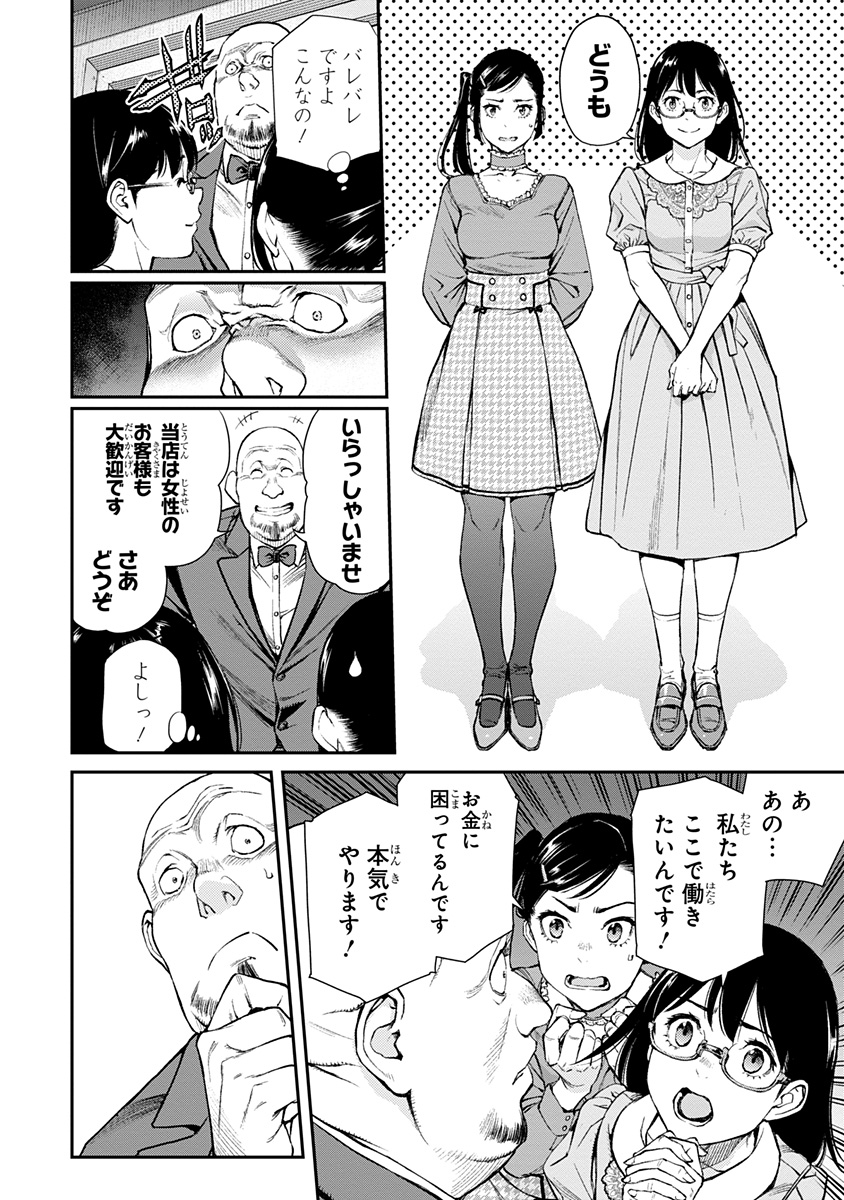 どうも
バレバレ
ですよ
こんなの！
ギロ
いらっしゃいませ
当店は女性の
お客様も
大歓迎です
さあ
どうぞ
よしっ！
あ
あの…
私たち
ここで働き
たいんです！
お金に
困ってるんです
本気で
やります！